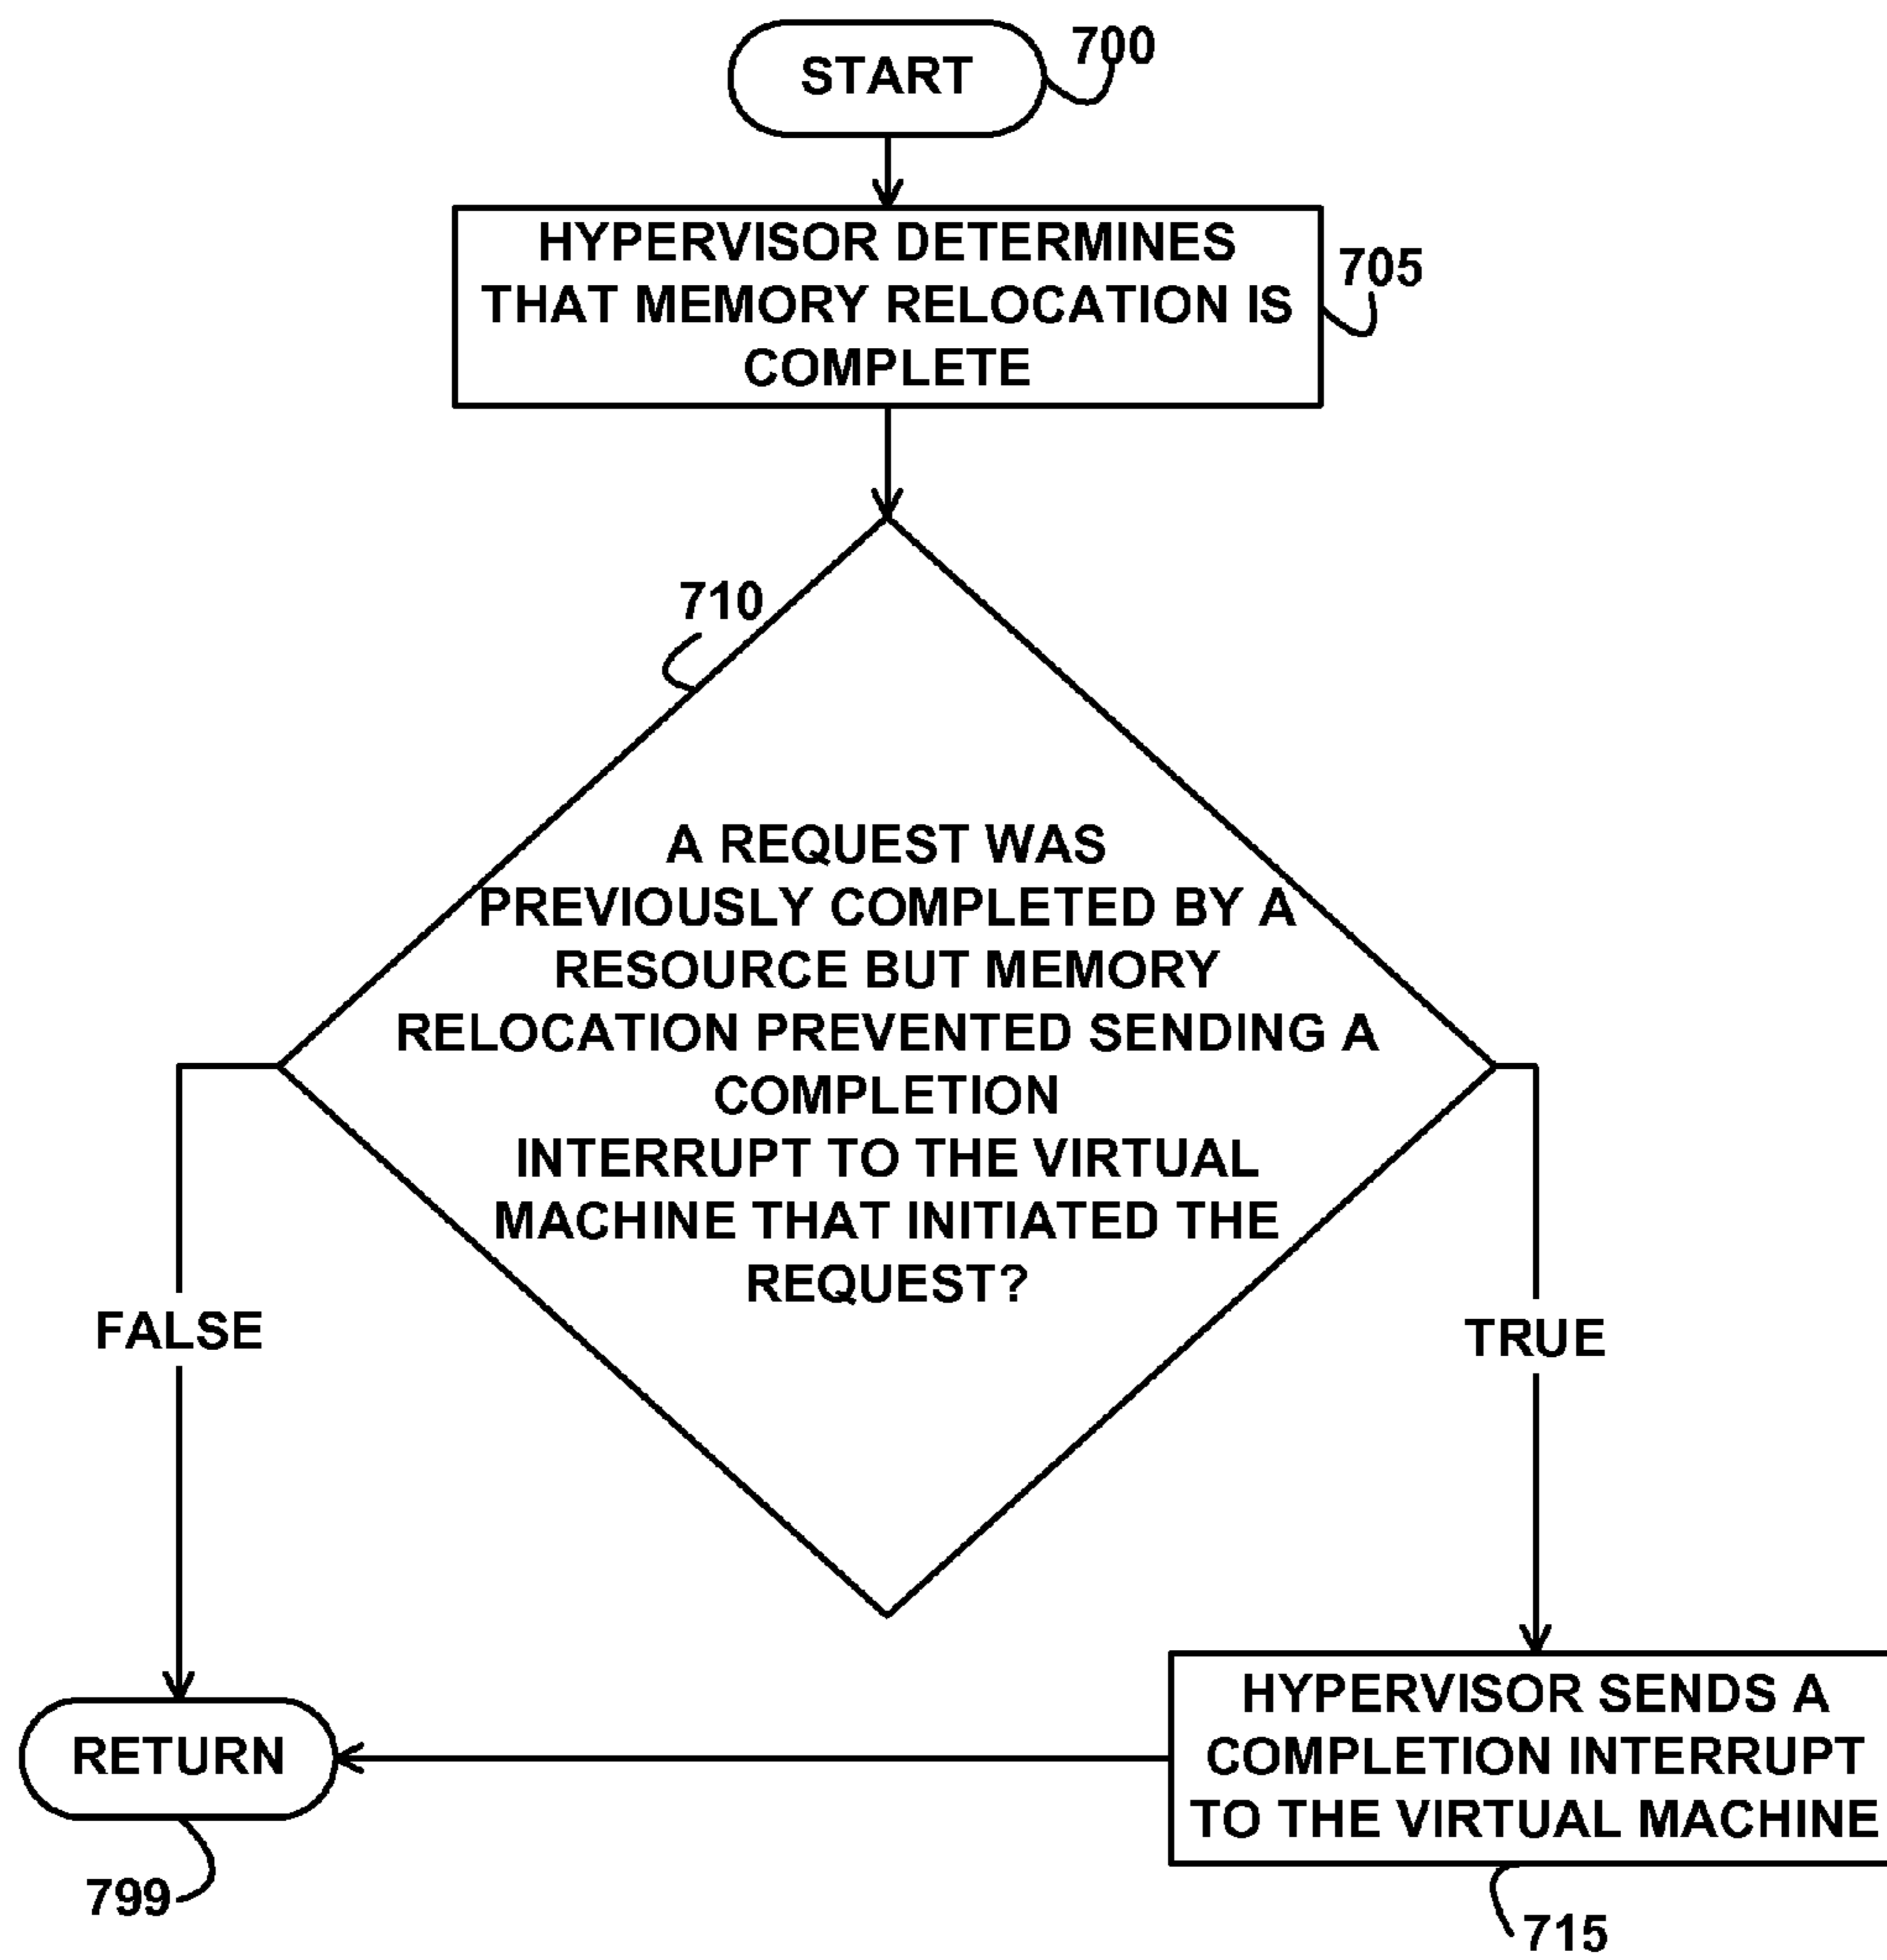 START
700
HYPERVISOR DETERMINES
THAT MEMORY RELOCATION IS
COMPLETE
705
710
A REQUEST WAS
PREVIOUSLY COMPLETED BY A
RESOURCE BUT MEMORY
RELOCATION PREVENTED SENDING A
COMPLETION
INTERRUPT TO THE VIRTUAL
MACHINE THAT INITIATED THE
REQUEST?
FALSE
TRUE
HYPERVISOR SENDS A
COMPLETION INTERRUPT
TO THE VIRTUAL MACHINE
RETURN
799
715